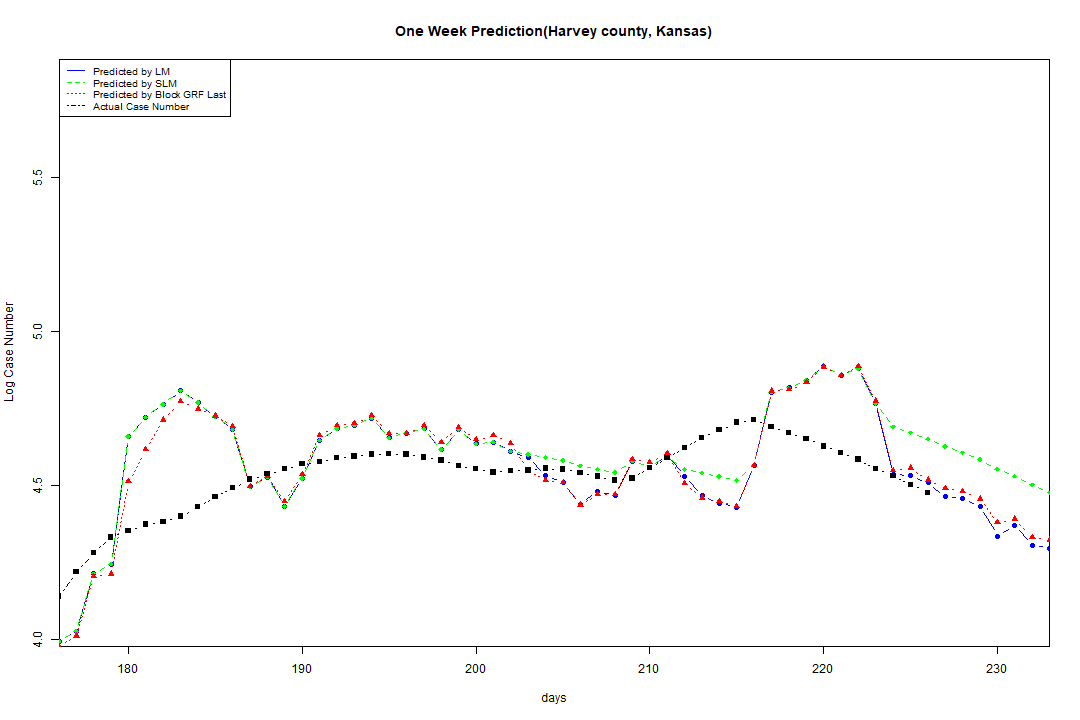 One Week Prediction(Harvey county, Kansas)
Predicted by LM
Predicted by SLM
Predicted by Block GRF Last
Actual Case Number
5.5
5.0
4.5
4.0
Log Case Number
180 190 200 210 220 230
days